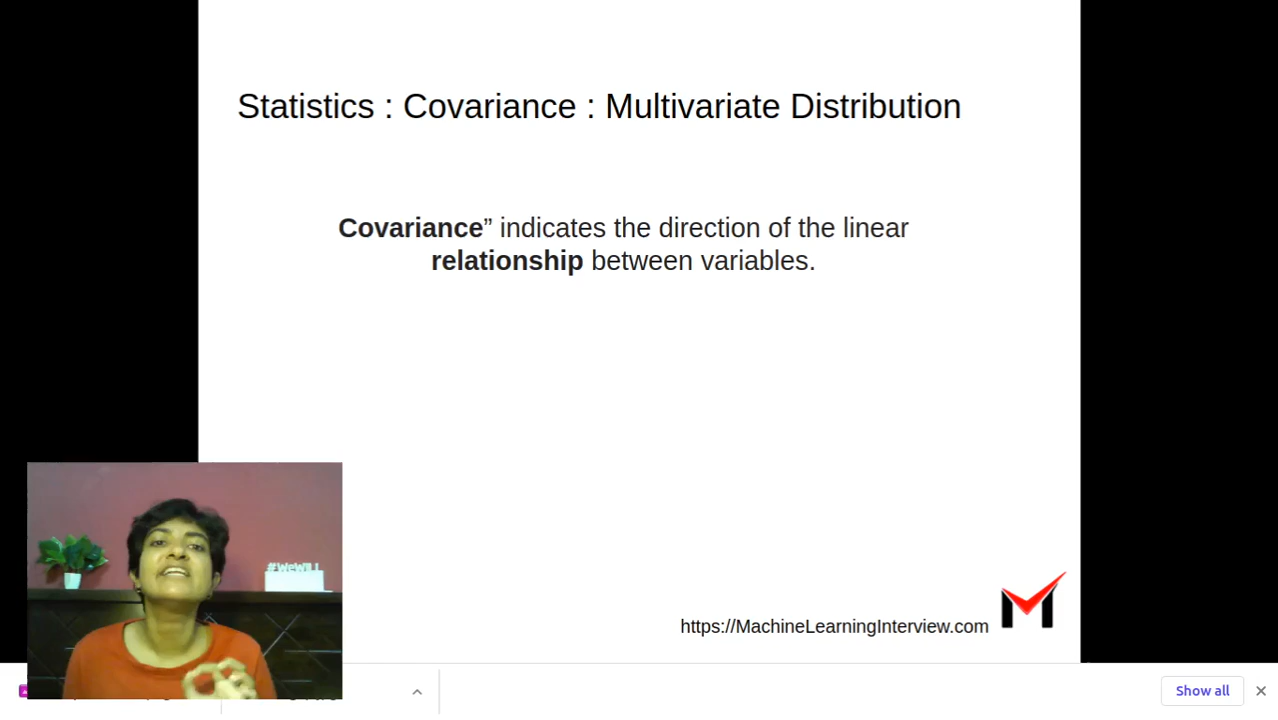 Statistics : Covariance : Multivariate Distribution
Covariance” indicates the direction of the linear
relationship between variables.
#WeWiLL
https://MachineLearningInterview.com
Show all